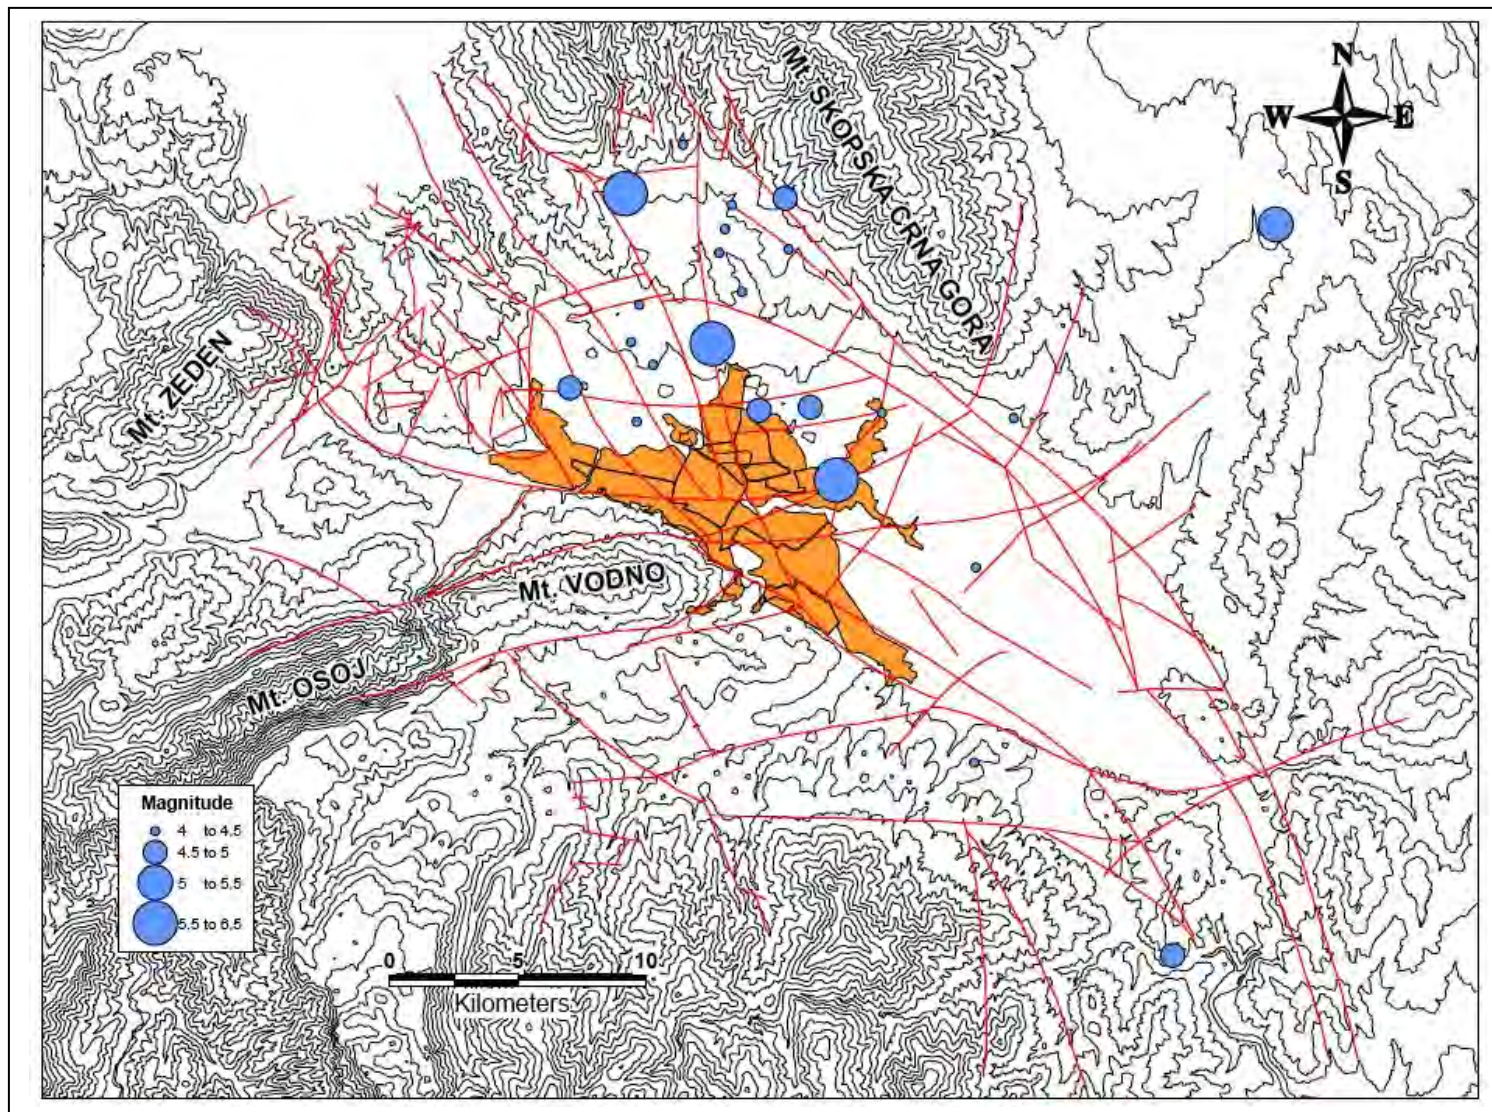 N
W E
S
Mt. SKOPSKA CRNA GORA
Mt. ZEDEN
Mt. VODNO
Mt. OSOJ
Magnitude
4 to 4.5
4.5 to 5
5 to 5.5
5.5 to 6.5
0 5 10
Kilometers